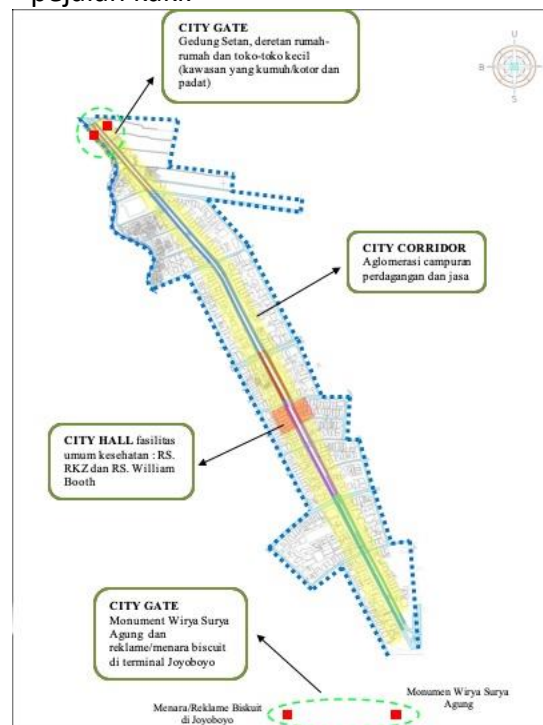 CITY GATE
Gedung Setan, deretan rumah-
rumah dan toko-toko kecil
(kawasan yang kumuh/kotor dan
padat)
U
B
S
CITY CORRIDOR
Aglomerasi campuran
perdagangan dan jasa
CITY HALL fasilitas
umum kesehatan : RS.
RKZ dan RS. William
Booth
CITY GATE
Monument Wirya Surya
Agung dan
reklame/menara biscuit
di terminal Joyoboyo
Menara/Reklame Biskuit
di Joyoboyo
Monumen Wirya Surya
Agung